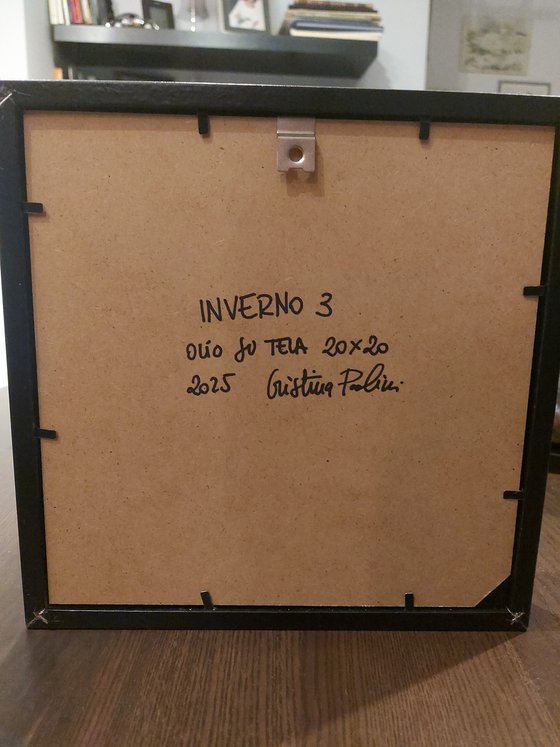 INVERNO 3
OLIO SU TELA 20x20
2025 Cristina Paolini